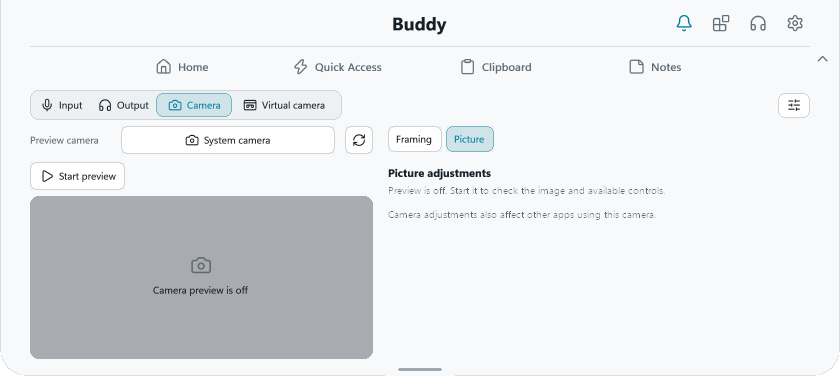 Buddy
Home
Quick Access
Clipboard
Notes
Input
Output
Camera
Virtual camera
Preview camera
System camera
Framing
Picture
Start preview
Picture adjustments
Preview is off. Start it to check the image and available controls.
Camera adjustments also affect other apps using this camera.
Camera preview is off